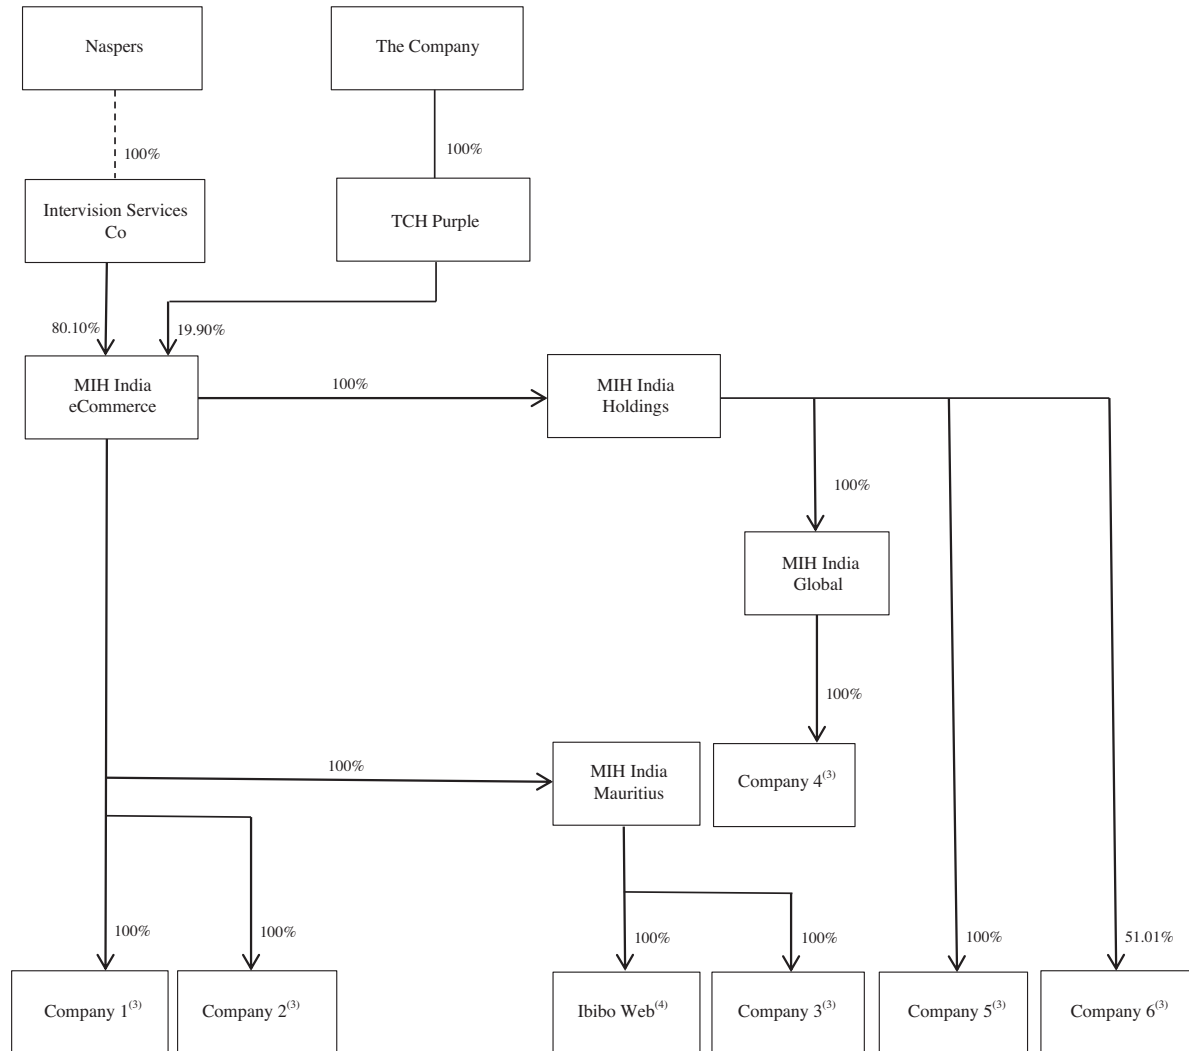 Naspers
The Company
100%
100%
Intervision Services
Co
TCH Purple
80.10%
19.90%
MIH India
eCommerce
100%
MIH India
Holdings
100%
MIH India
Global
100%
100%
MIH India
Mauritius
Company 4(3)
100%
100%
100%
100%
100%
51.01%
Company 1(3)
Company 2(3)
Ibibo Web(4)
Company 3(3)
Company 5(3)
Company 6(3)